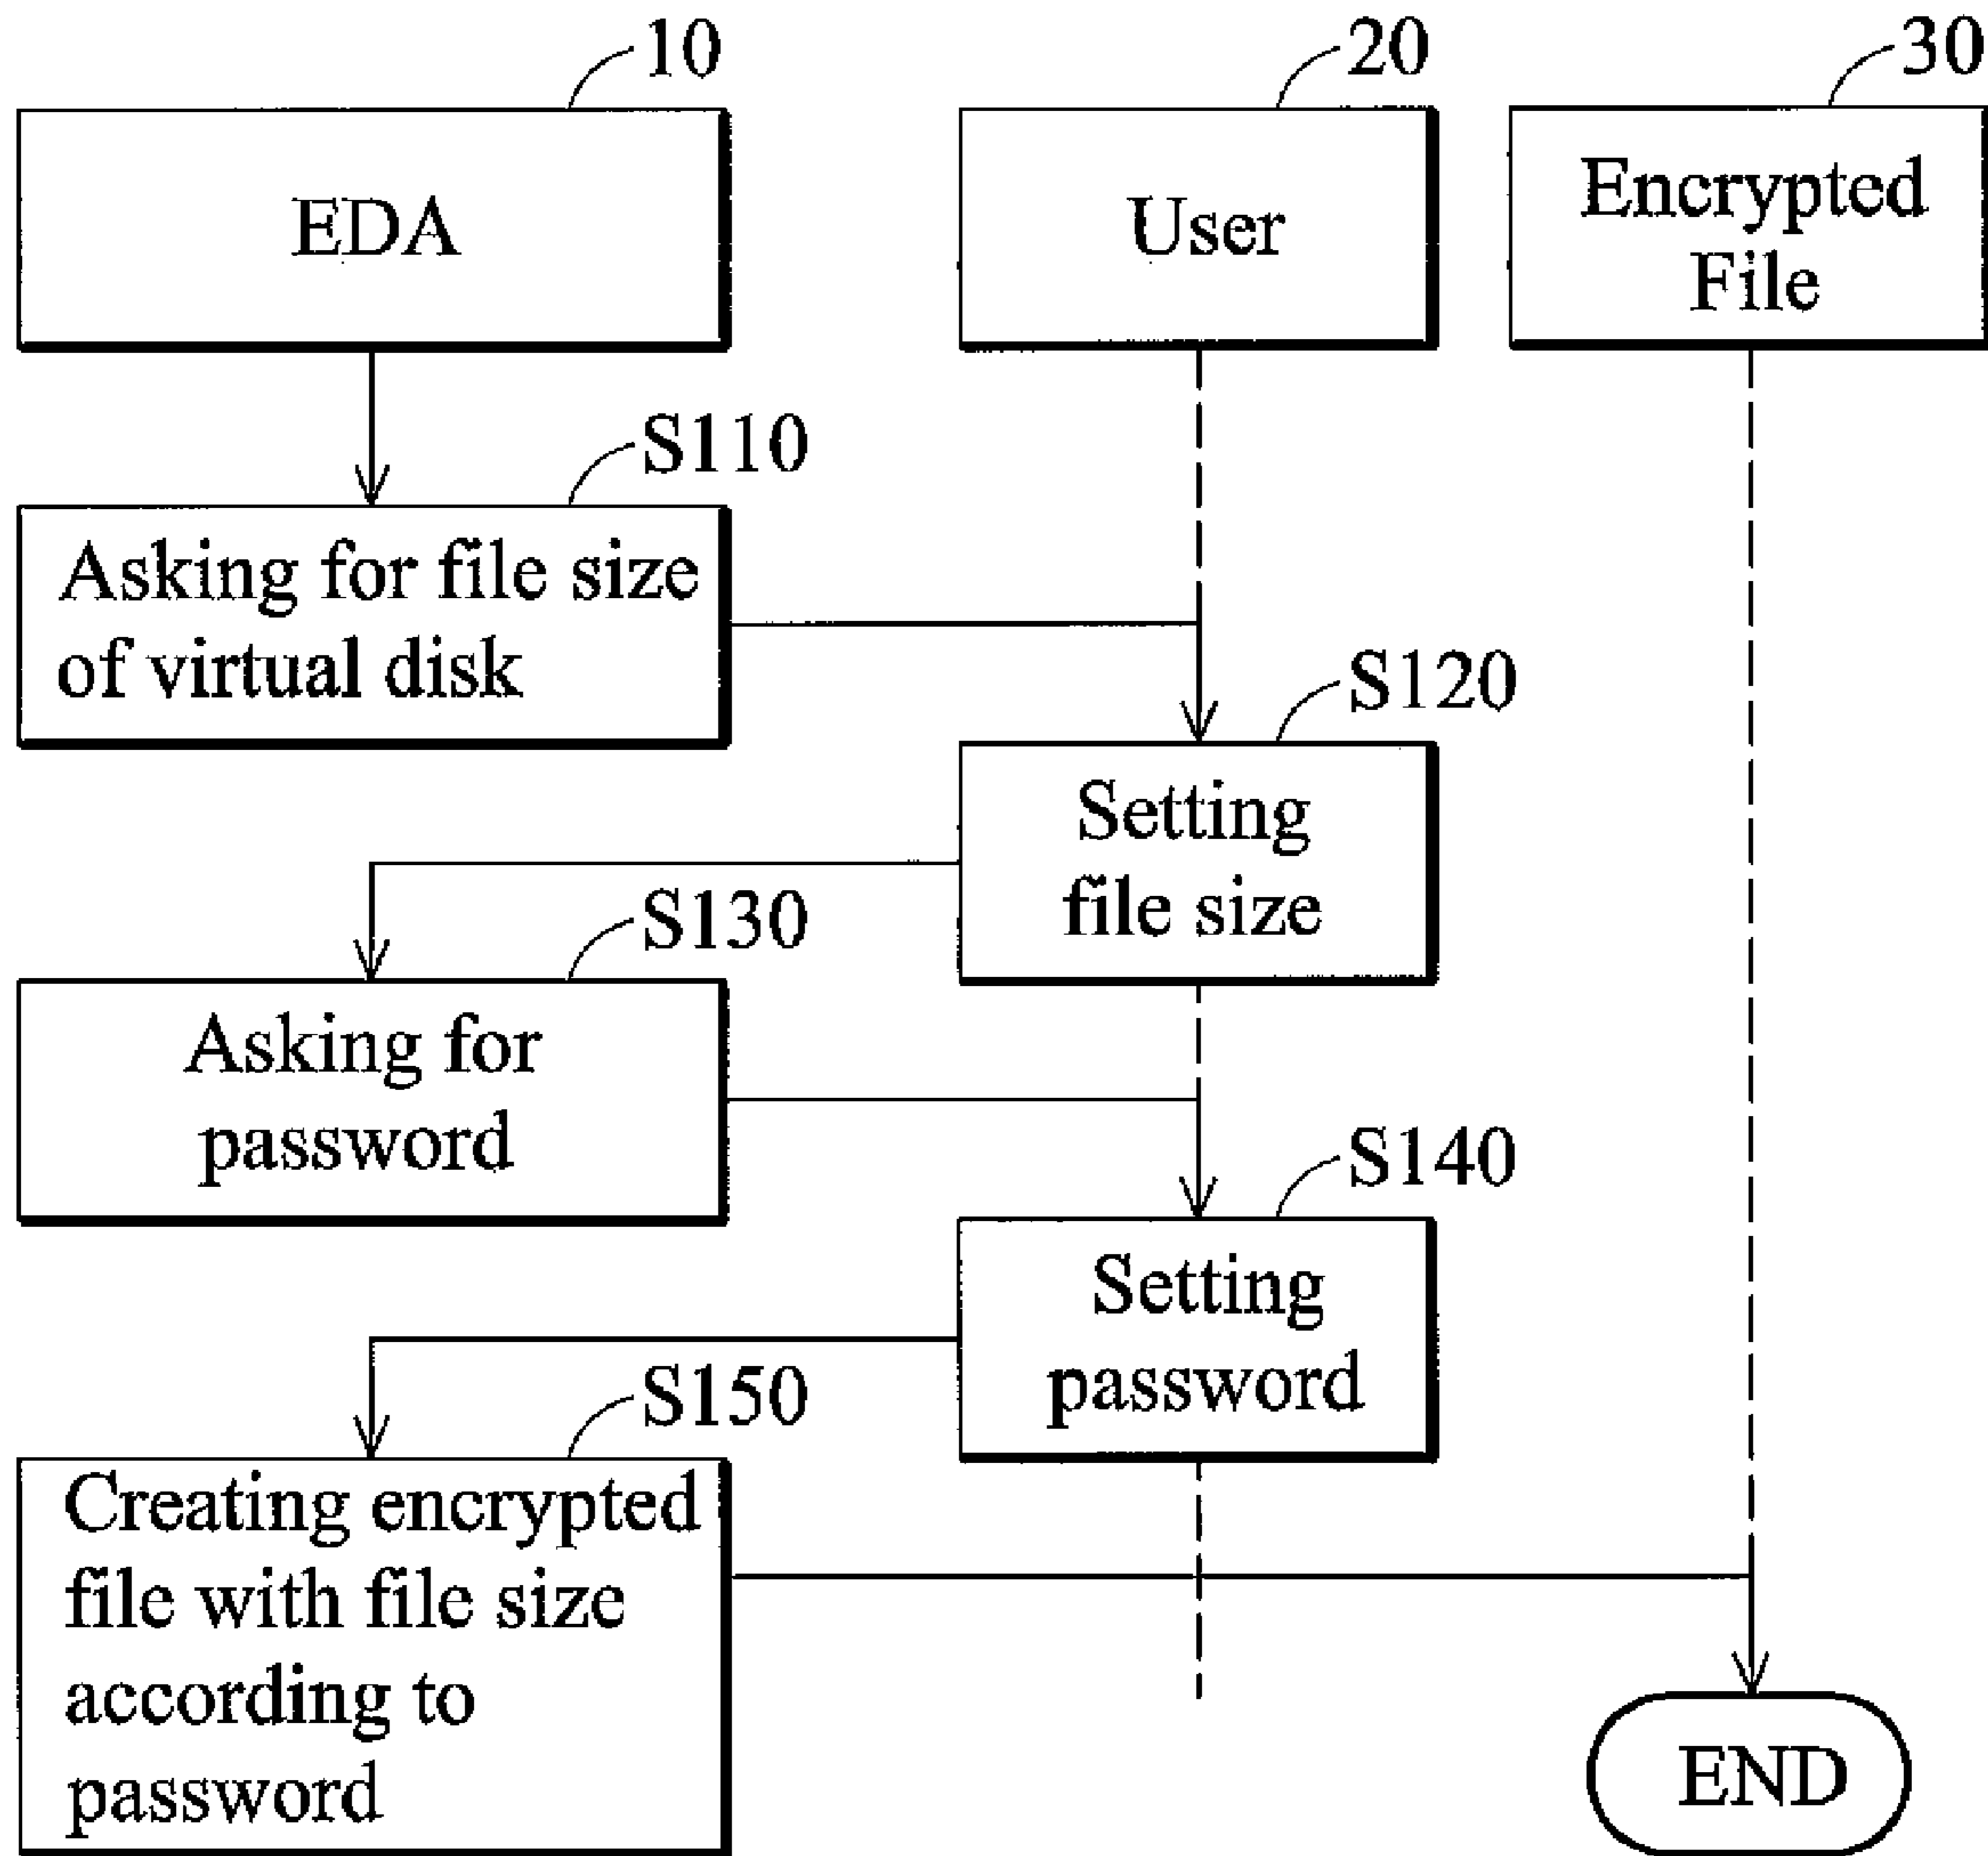 10
20
30
EDA
User
Encrypted
File
S110
Asking for file size
of virtual disk
S120
Setting
file size
S130
Asking for
password
S140
Setting
password
S150
Creating encrypted
file with file size
according to
password
END